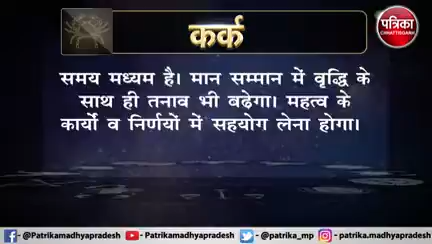 कर्क
पत्रिका
CHHATTISGARH
समय मध्यम है। मान सम्मान में वृद्धि के
साथ ही तनाव भी बढ़ेगा। महत्व के
कार्यो व निर्णयों में सहयोग लेना होगा।
f - @Patrikamadhyapradesh - Patrikamadhyapradesh - @patrika_mp - patrika.madhyapradesh